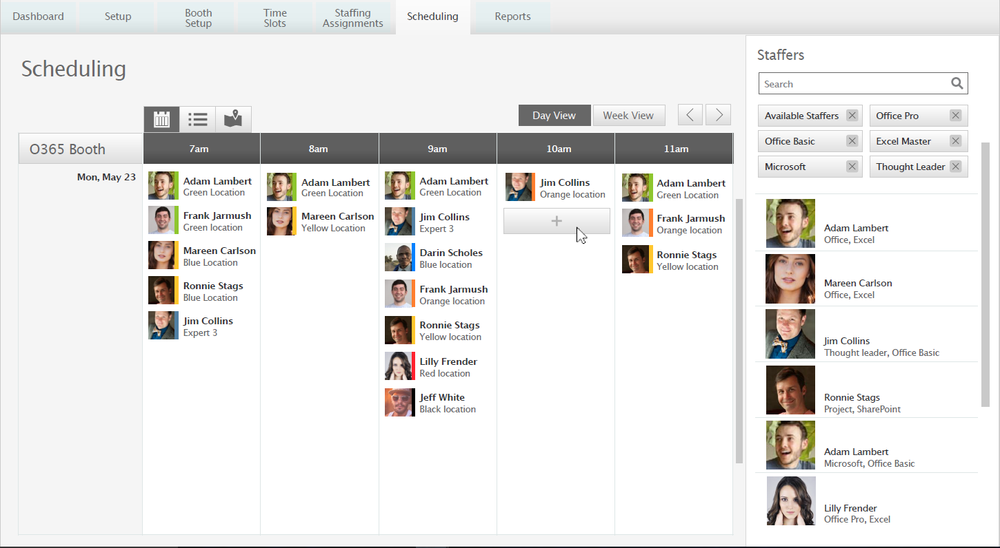 Dashboard
Setup
Booth
Setup
Time
Slots
Staffing
Assignments
Scheduling
Reports
Scheduling
Day View
Week View
O365 Booth
7am
8am
9am
10am
11am
Mon, May 23
Adam Lambert
Green Location
Frank Jarmush
Green location
Mareen Carlson
Blue Location
Ronnie Stags
Blue Location
Jim Collins
Expert 3
Adam Lambert
Green Location
Mareen Carlson
Yellow Location
Adam Lambert
Green Location
Jim Collins
Expert 3
Darin Scholes
Blue location
Frank Jarmush
Orange location
Ronnie Stags
Yellow location
Lilly Frender
Red location
Jeff White
Black location
Jim Collins
Orange location
Adam Lambert
Green Location
Frank Jarmush
Orange location
Ronnie Stags
Yellow location
Staffers
Search
Available Staffers
Office Pro
Office Basic
Excel Master
Microsoft
Thought Leader
Adam Lambert
Office, Excel
Mareen Carlson
Office, Excel
Jim Collins
Thought leader, Office Basic
Ronnie Stags
Project, SharePoint
Adam Lambert
Microsoft, Office Basic
Lilly Frender
Office Pro, Excel